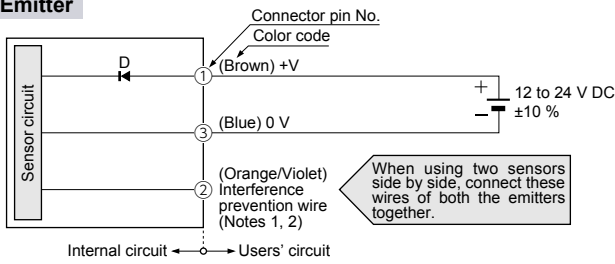 Emitter
Connector pin No.
Color code
D
1
(Brown) +V
+
12 to 24 V DC
±10 %
−
Sensor circuit
3
(Blue) 0 V
2
(Orange/Violet)
Interference
prevention wire
(Notes 1, 2)
When using two sensors
side by side, connect these
wires of both the emitters
together.
Internal circuit
Users' circuit